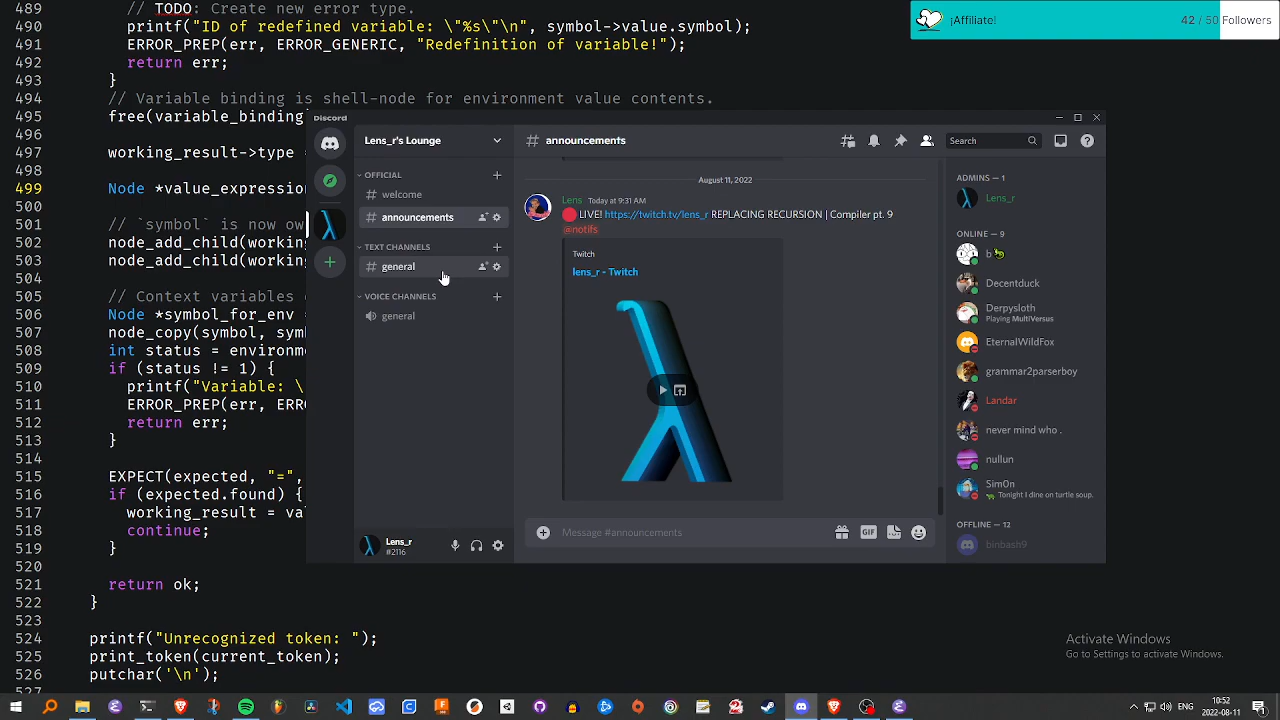 489 // TODO: Create new error type.
490 printf("ID of redefined variable: \"%s\"\n", symbol->value.symbol);
491 ERROR_PREP(err, ERROR_GENERIC, "Redefinition of variable!");
492 return err;
493 }
494 // Variable binding is shell-node for environment value contents.
495 free(variable_binding
496
497 working_result->type
498
499 Node *value_expression
500
501 // `symbol` is now ow
502 node_add_child(workin
503 node_add_child(workin
504
505 // Context variables
506 Node *symbol_for_env
507 node_copy(symbol, sym
508 int status = environm
509 if (status != 1) {
510 printf("Variable: \
511 ERROR_PREP(err, ERR
512 return err;
513 }
514
515 EXPECT(expected, "=",
516 if (expected.found) {
517 working_result = val
518 continue;
519 }
520
521 return ok;
522 }
523
524 printf("Unrecognized token: ");
525 print_token(current_token);
526 putchar('\n');
527
¡Affiliate! 42 / 50 Followers
Discord
Lens_r's Lounge
OFFICIAL
# welcome
# announcements
TEXT CHANNELS
# general
VOICE CHANNELS
general
Lens_r
#2116
# announcements
Search
August 11, 2022
Lens Today at 9:31 AM
LIVE! https://twitch.tv/lens_r REPLACING RECURSION | Compiler pt. 9
@notifs
Twitch
lens_r - Twitch
Message #announcements
GIF
ADMINS — 1
Lens_r
ONLINE — 9
b
Decentduck
Derpysloth
Playing MultiVersus
EternalWildFox
grammar2parserboy
Landar
never mind who .
nullun
Sim0n
Tonight I dine on turtle soup.
OFFLINE — 12
binbash9
Activate Windows
Go to Settings to activate Windows.
ENG
10:52
2022-08-11